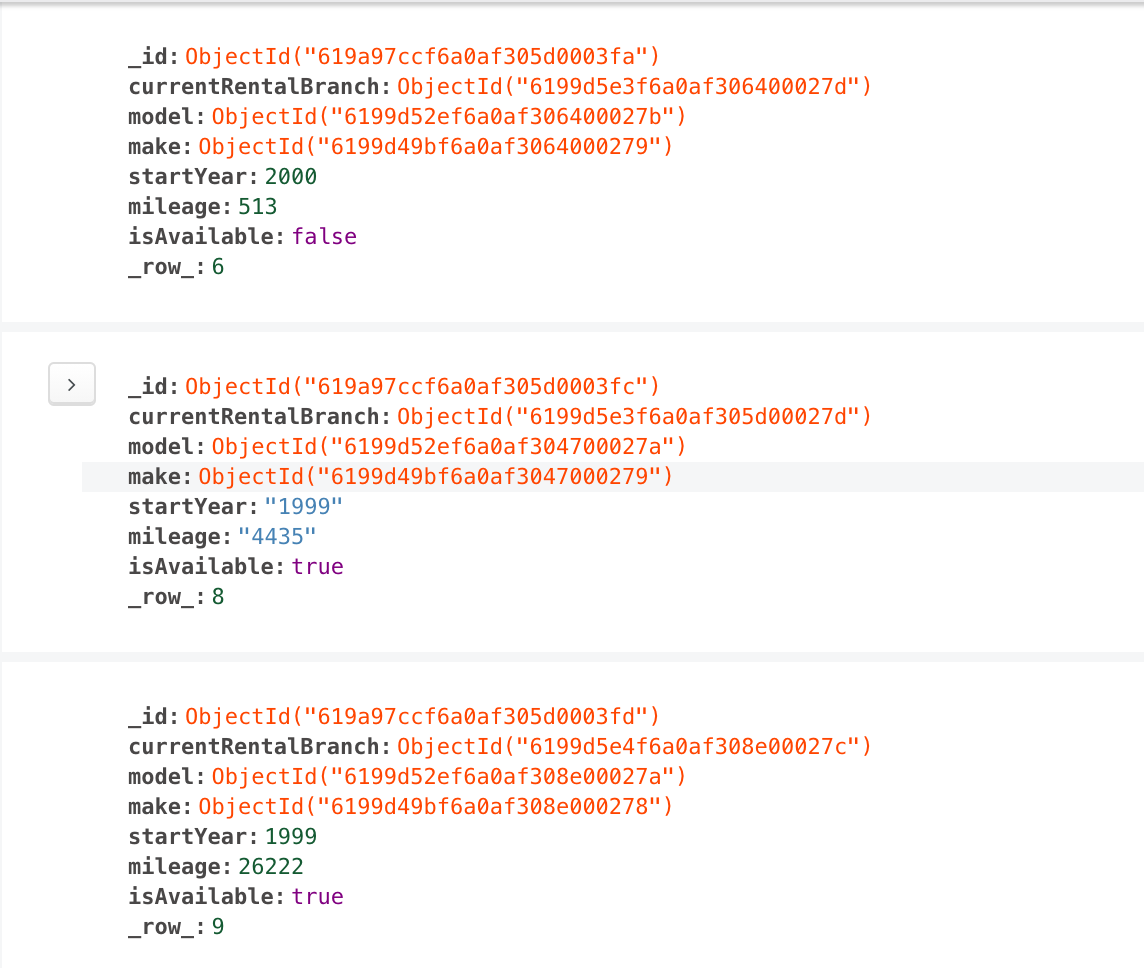 _id: ObjectId("619a97ccf6a0af305d0003fa")
currentRentalBranch: ObjectId("6199d5e3f6a0af306400027d")
model: ObjectId("6199d52ef6a0af306400027b")
make: ObjectId("6199d49bf6a0af3064000279")
startYear: 2000
mileage: 513
isAvailable: false
_row_: 6
_id: ObjectId("619a97ccf6a0af305d0003fc")
currentRentalBranch: ObjectId("6199d5e3f6a0af305d00027d")
model: ObjectId("6199d52ef6a0af304700027a")
make: ObjectId("6199d49bf6a0af3047000279")
startYear: "1999"
mileage: "4435"
isAvailable: true
_row_: 8
_id: ObjectId("619a97ccf6a0af305d0003fd")
currentRentalBranch: ObjectId("6199d5e4f6a0af308e00027c")
model: ObjectId("6199d52ef6a0af308e00027a")
make: ObjectId("6199d49bf6a0af308e000278")
startYear: 1999
mileage: 26222
isAvailable: true
_row_: 9